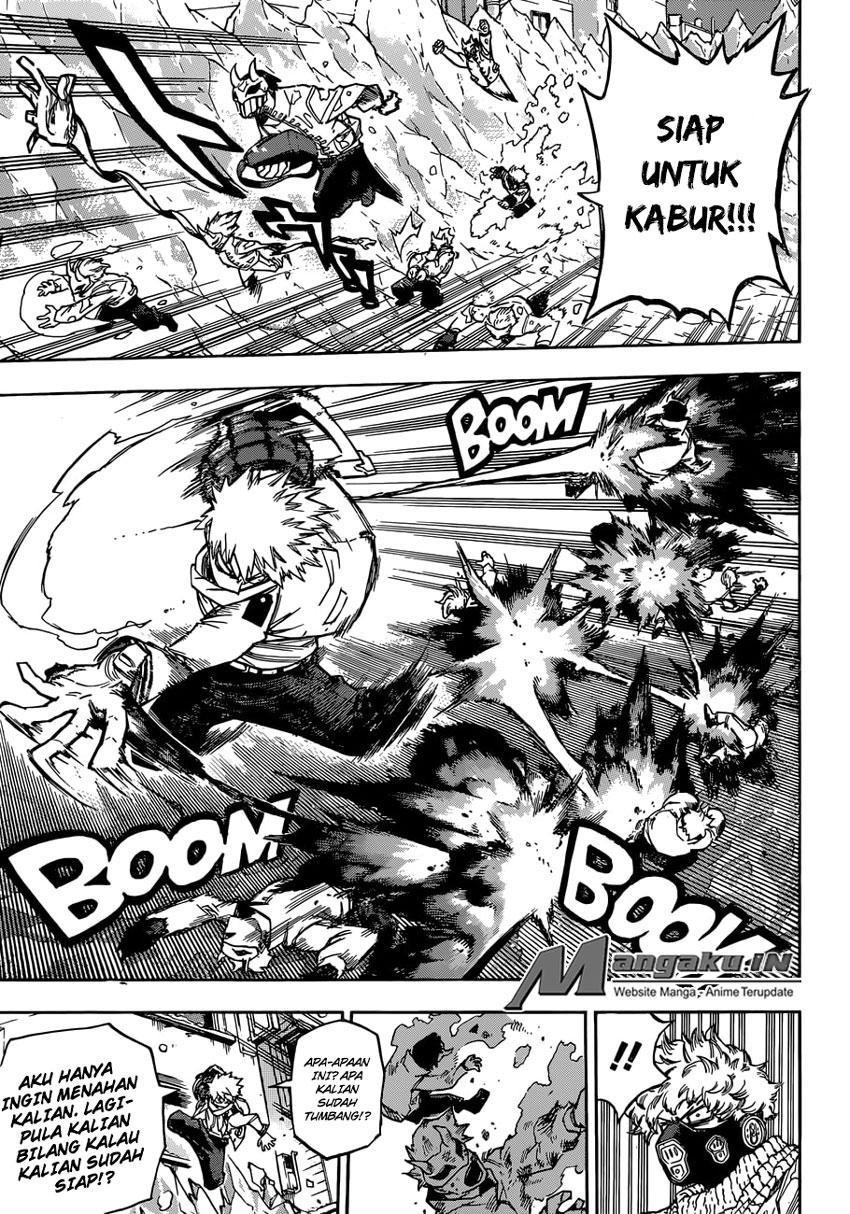 SIAP
UNTUK
KABUR!!!
BOOM
BOOM
BOOM
Mangaku.IN
Website Manga - Anime Terupdate
!!
APA-APAAN
INI? APA
KALIAN
SUDAH
TUMBANG!?
AKU HANYA
INGIN MENAHAN
KALIAN. LAGI-
PULA KALIAN
BILANG KALAU
KALIAN SUDAH
SIAP!?